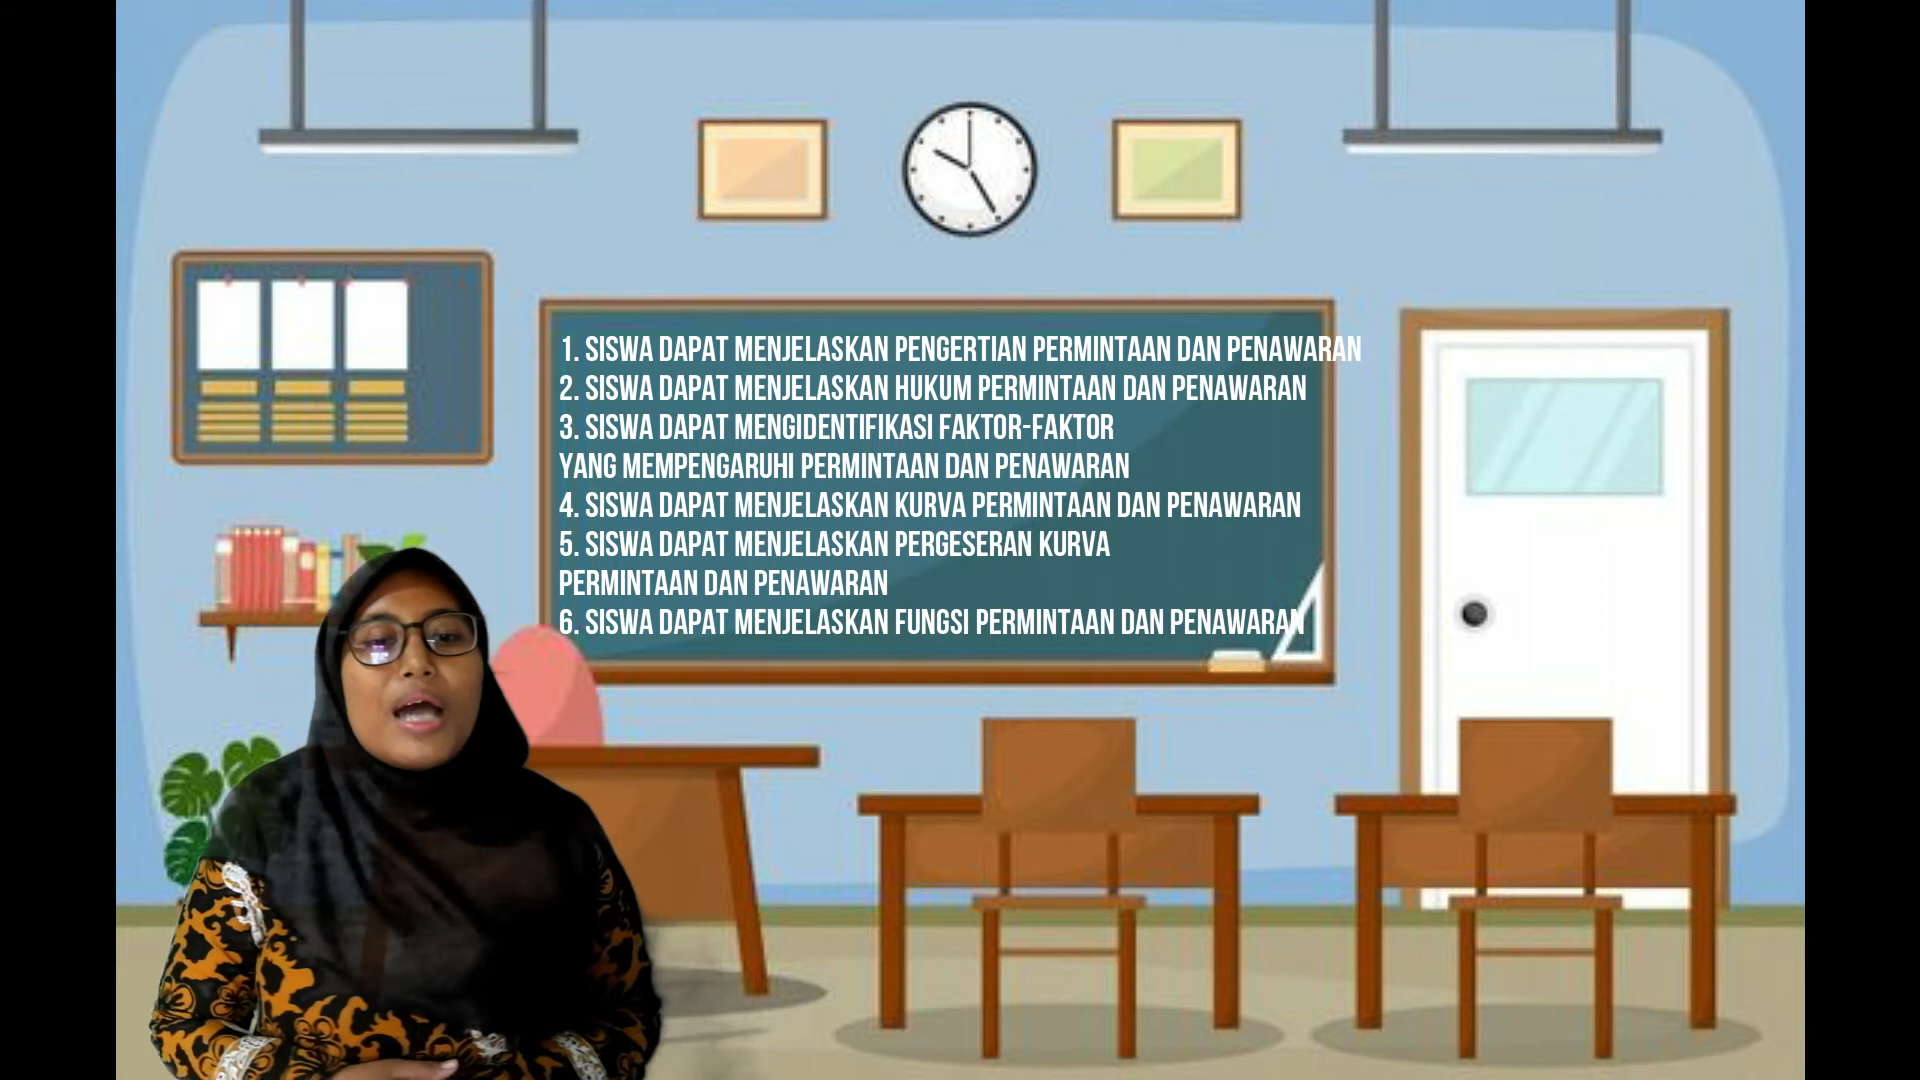 1. SISWA DAPAT MENJELASKAN PENGERTIAN PERMINTAAN DAN PENAWARAN
2. SISWA DAPAT MENJELASKAN HUKUM PERMINTAAN DAN PENAWARAN
3. SISWA DAPAT MENGIDENTIFIKASI FAKTOR-FAKTOR
YANG MEMPENGARUHI PERMINTAAN DAN PENAWARAN
4. SISWA DAPAT MENJELASKAN KURVA PERMINTAAN DAN PENAWARAN
5. SISWA DAPAT MENJELASKAN PERGESERAN KURVA
PERMINTAAN DAN PENAWARAN
6. SISWA DAPAT MENJELASKAN FUNGSI PERMINTAAN DAN PENAWARAN